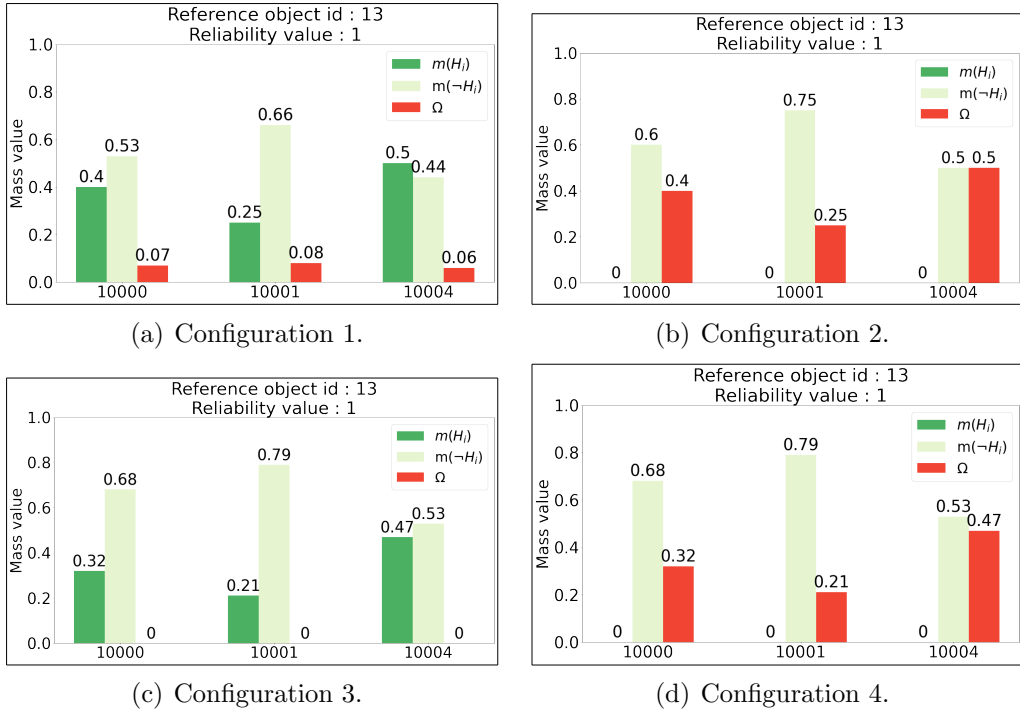 Reference object id : 13
Reliability value : 1
1.0
0.8
0.6
0.4
0.2
0.0
Mass value
m(H_i)
m(¬H_i)
Ω
0.4
0.53
0.07
0.25
0.66
0.08
0.5
0.44
0.06
10000
10001
10004
(a) Configuration 1.
Reference object id : 13
Reliability value : 1
1.0
0.8
0.6
0.4
0.2
0.0
Mass value
m(H_i)
m(¬H_i)
Ω
0
0.6
0.4
0
0.75
0.25
0
0.5
0.5
10000
10001
10004
(b) Configuration 2.
Reference object id : 13
Reliability value : 1
1.0
0.8
0.6
0.4
0.2
0.0
Mass value
m(H_i)
m(¬H_i)
Ω
0.32
0.68
0
0.21
0.79
0
0.47
0.53
0
10000
10001
10004
(c) Configuration 3.
Reference object id : 13
Reliability value : 1
1.0
0.8
0.6
0.4
0.2
0.0
Mass value
m(H_i)
m(¬H_i)
Ω
0
0.68
0.32
0
0.79
0.21
0
0.53
0.47
10000
10001
10004
(d) Configuration 4.